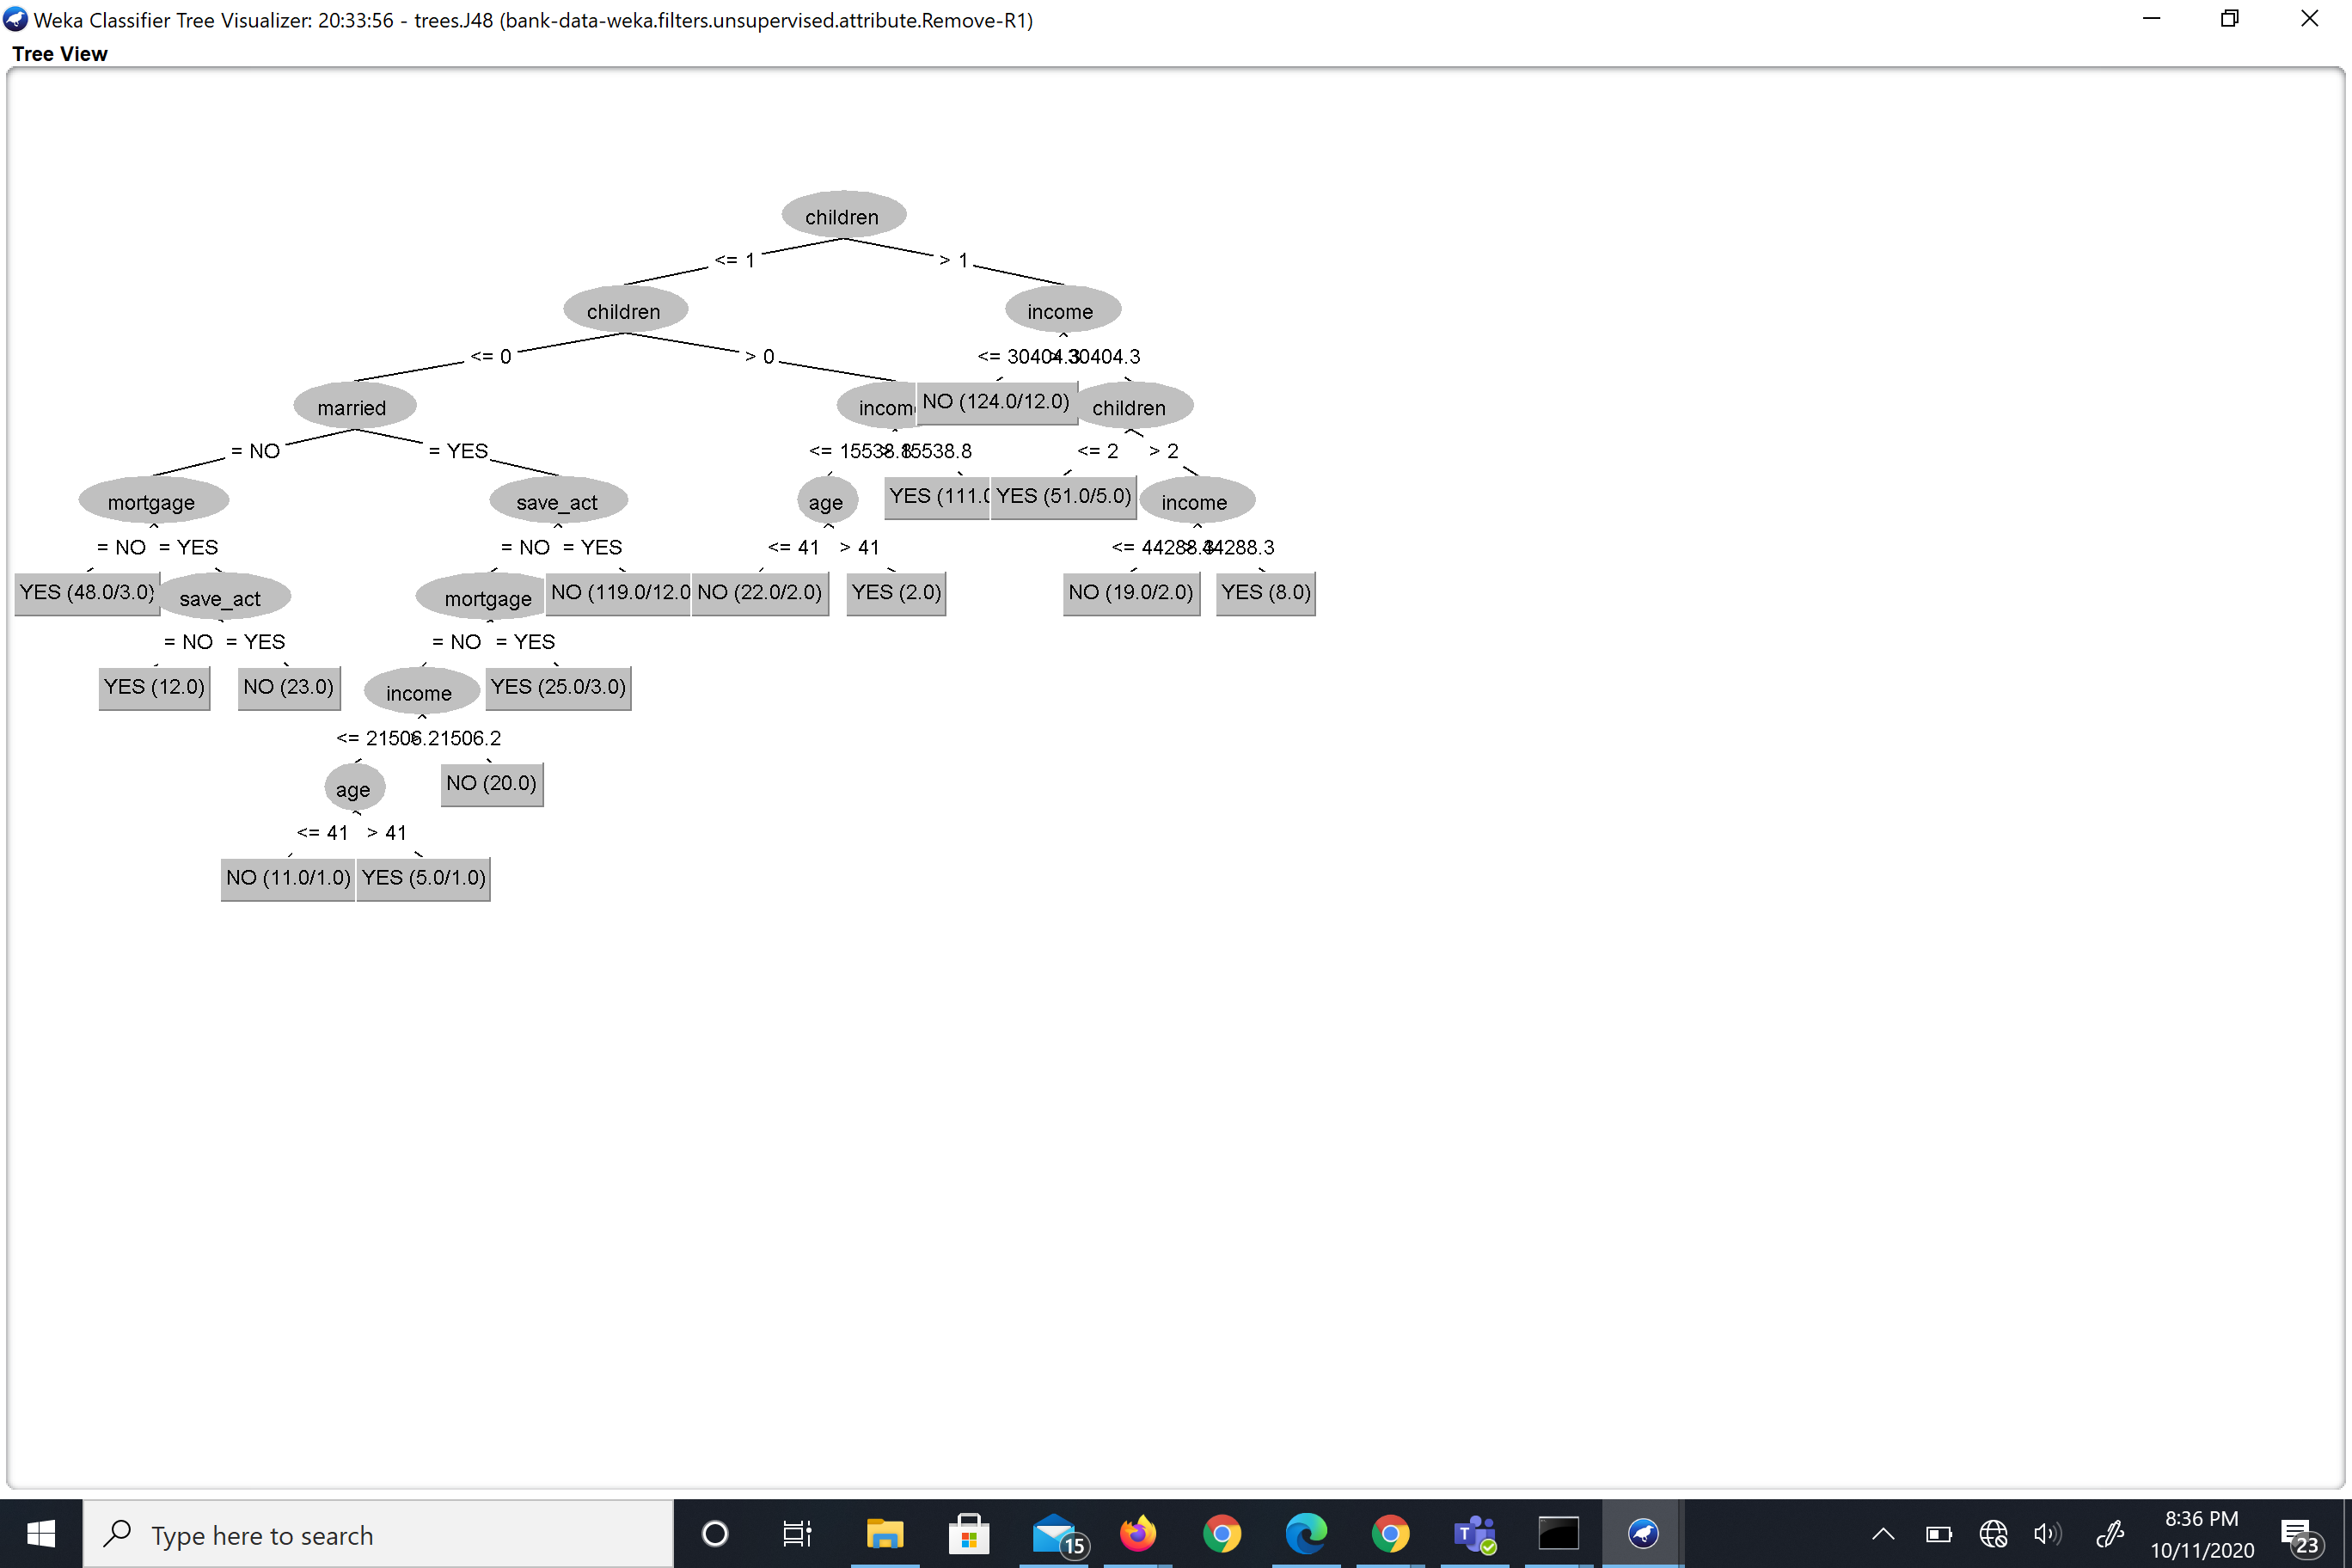 Weka Classifier Tree Visualizer: 20:33:56 - trees.J48 (bank-data-weka.filters.unsupervised.attribute.Remove-R1)
Tree View
children
<= 1 > 1
children income
<= 0 > 0 <= 30404.3 > 30404.3
married NO (124.0/12.0) children
= NO = YES <= 15538.8 > 15538.8 <= 2 > 2
mortgage save_act age YES YES (51.0/5.0) income
= NO = YES = NO = YES <= 41 > 41 <= 44288.3 > 44288.3
YES (48.0/3.0) save_act mortgage NO (119.0/12.0 NO (22.0/2.0) YES (2.0) NO (19.0/2.0) YES (8.0)
= NO = YES = NO = YES
YES (12.0) NO (23.0) income YES (25.0/3.0)
<= 21506.2 > 21506.2
age NO (20.0)
<= 41 > 41
NO (11.0/1.0) YES (5.0/1.0)
Type here to search
15
8:36 PM
10/11/2020
23